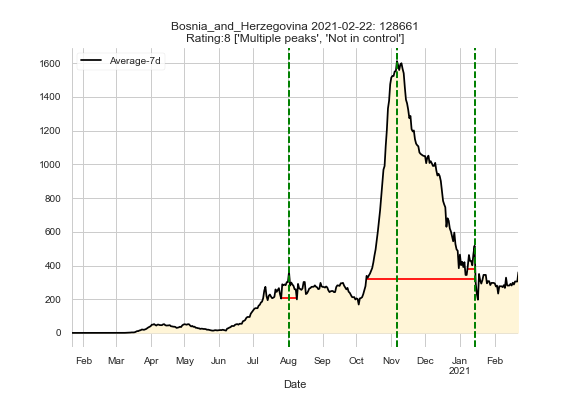 Bosnia_and_Herzegovina 2021-02-22: 128661
Rating:8 ['Multiple peaks', 'Not in control']
Average-7d
1600
1400
1200
1000
800
600
400
200
0
Feb Mar Apr May Jun Jul Aug Sep Oct Nov Dec Jan Feb
2021
Date